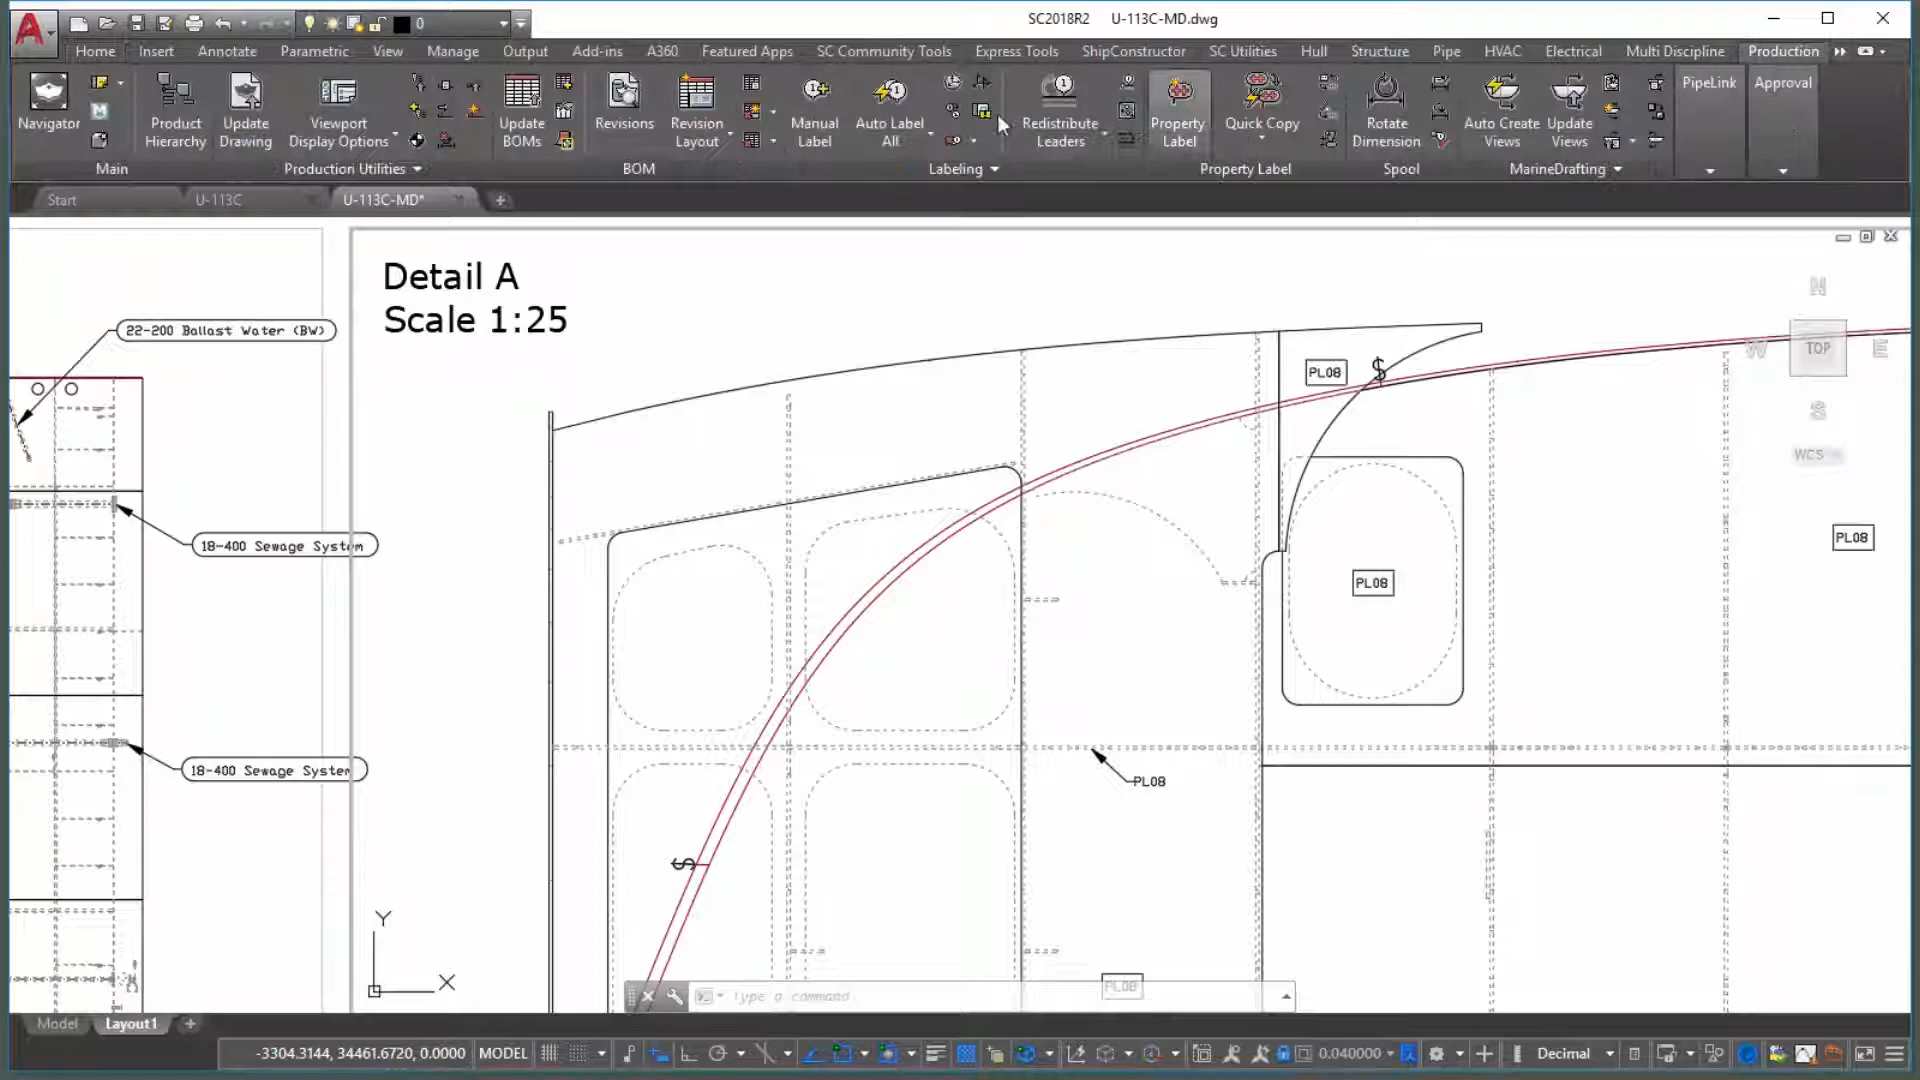 0
SC2018R2 U-113C-MD.dwg
Home Insert Annotate Parametric View Manage Output Add-ins A360 Featured Apps SC Community Tools Express Tools ShipConstructor SC Utilities Hull Structure Pipe HVAC Electrical Multi Discipline Production
Navigator
Product Hierarchy
Update Drawing
Viewport Display Options
Update BOMs
Revisions
Revision Layout
Manual Label
Auto Label All
Redistribute Leaders
Property Label
Quick Copy
Rotate Dimension
Auto Create Views
Update Views
PipeLink
Approval
Main Production Utilities BOM Labeling Property Label Spool MarineDrafting
Start U-113C U-113C-MD*
Detail A
Scale 1:25
22-200 Ballast Water (BW)
18-400 Sewage System
18-400 Sewage System
PL08
$
PL08
PL08
PL08
$
PL08
N
W
TOP
E
S
WCS
Y
X
Type a command
Model Layout1
-3304.3144, 34461.6720, 0.0000 MODEL 0.040000 Decimal